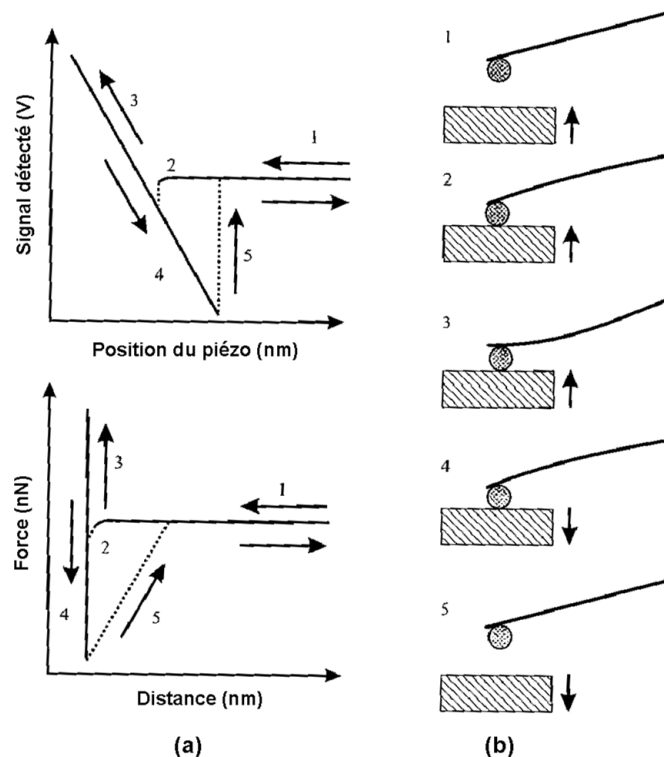 Signal détecté (V)
3
2
1
4
5
Position du piézo (nm)
Force (nN)
3
1
2
4
5
Distance (nm)
(a)
1
2
3
4
5
(b)